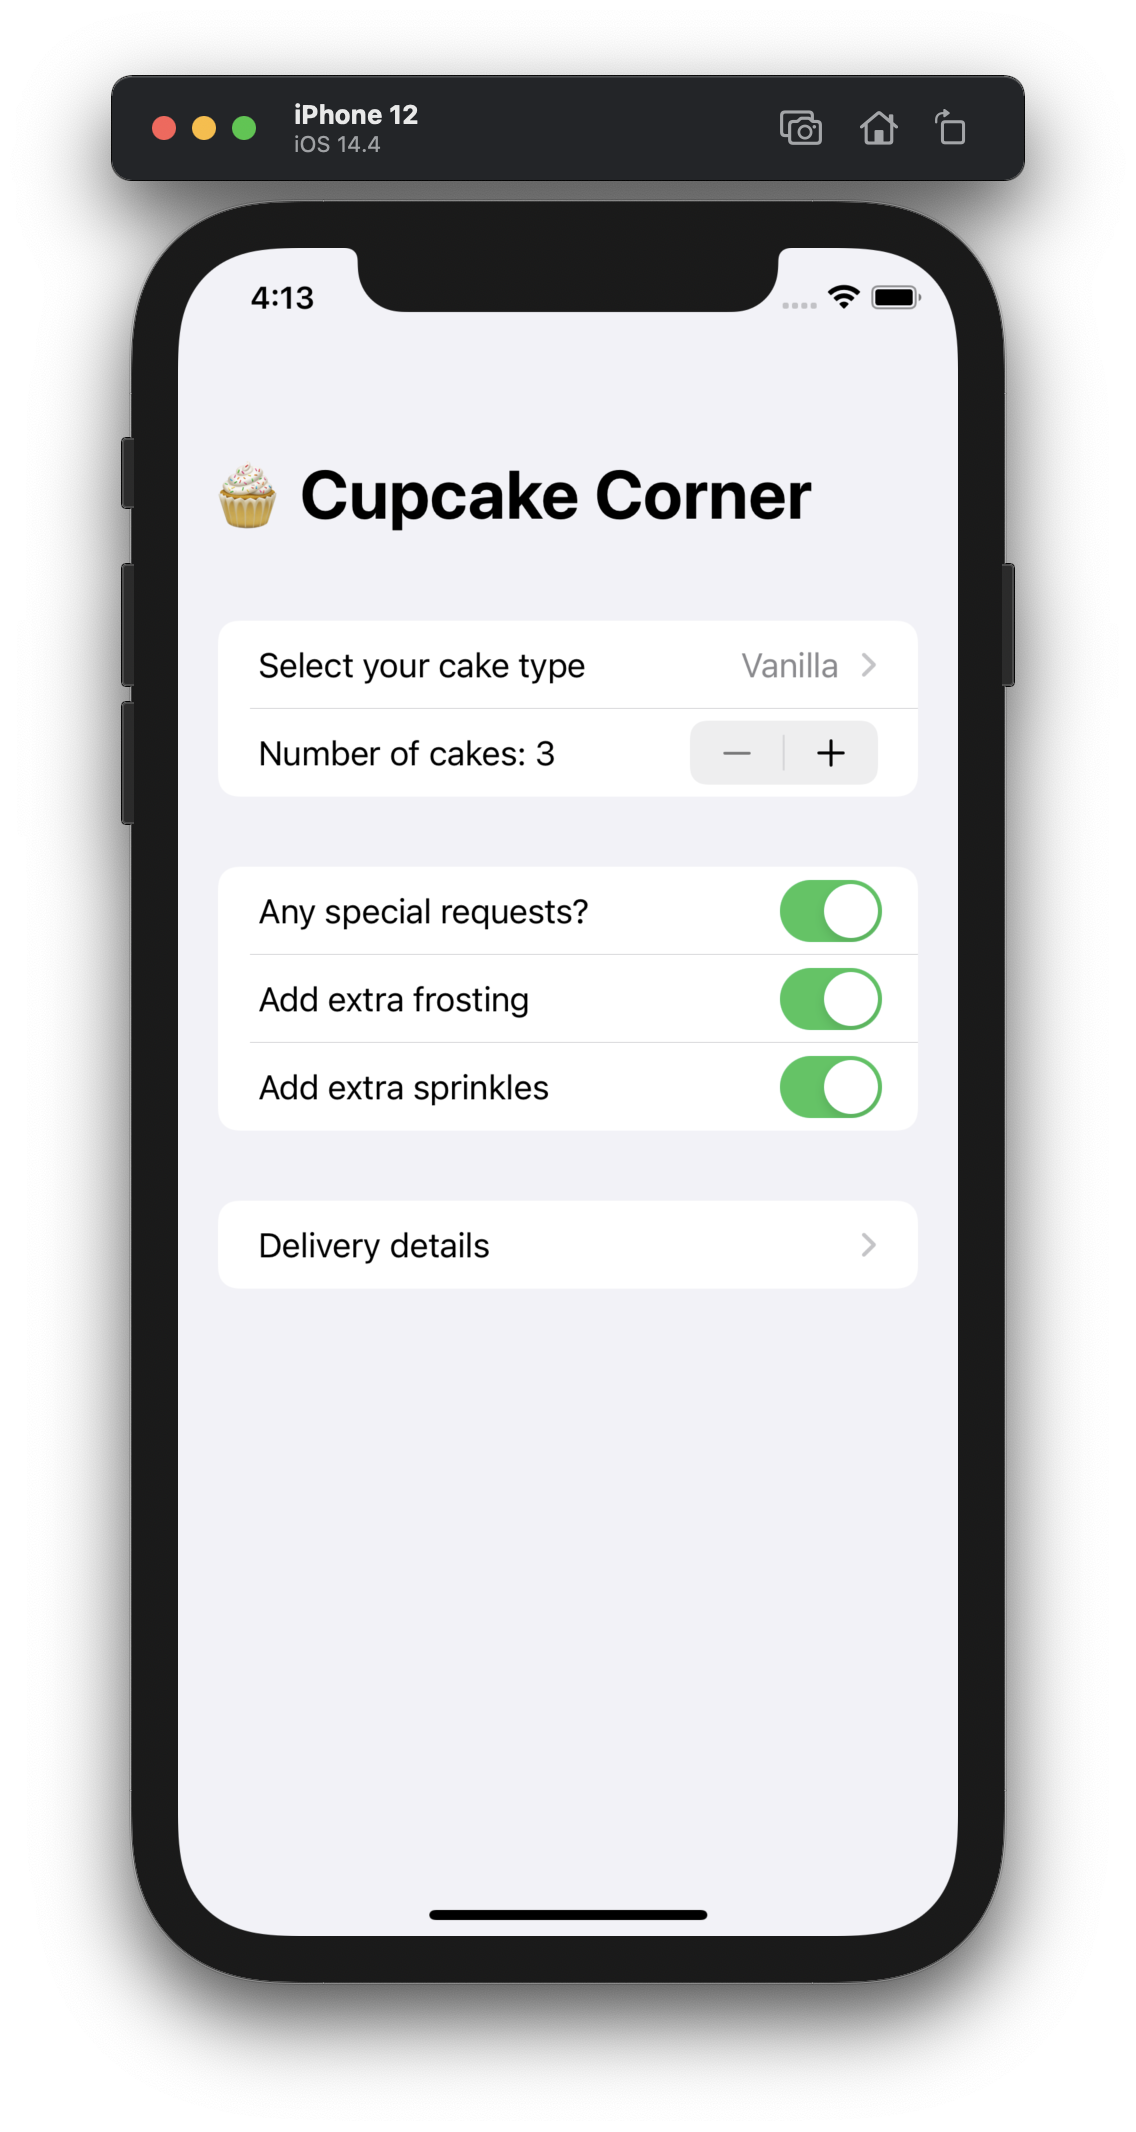 iPhone 12
iOS 14.4
4:13
🧁 Cupcake Corner
Select your cake type Vanilla
Number of cakes: 3
Any special requests?
Add extra frosting
Add extra sprinkles
Delivery details